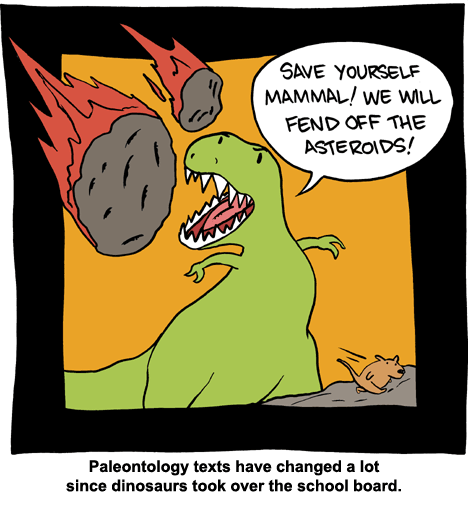 SAVE YOURSELF
MAMMAL! WE WILL
FEND OFF THE
ASTEROIDS!
Paleontology texts have changed a lot
since dinosaurs took over the school board.